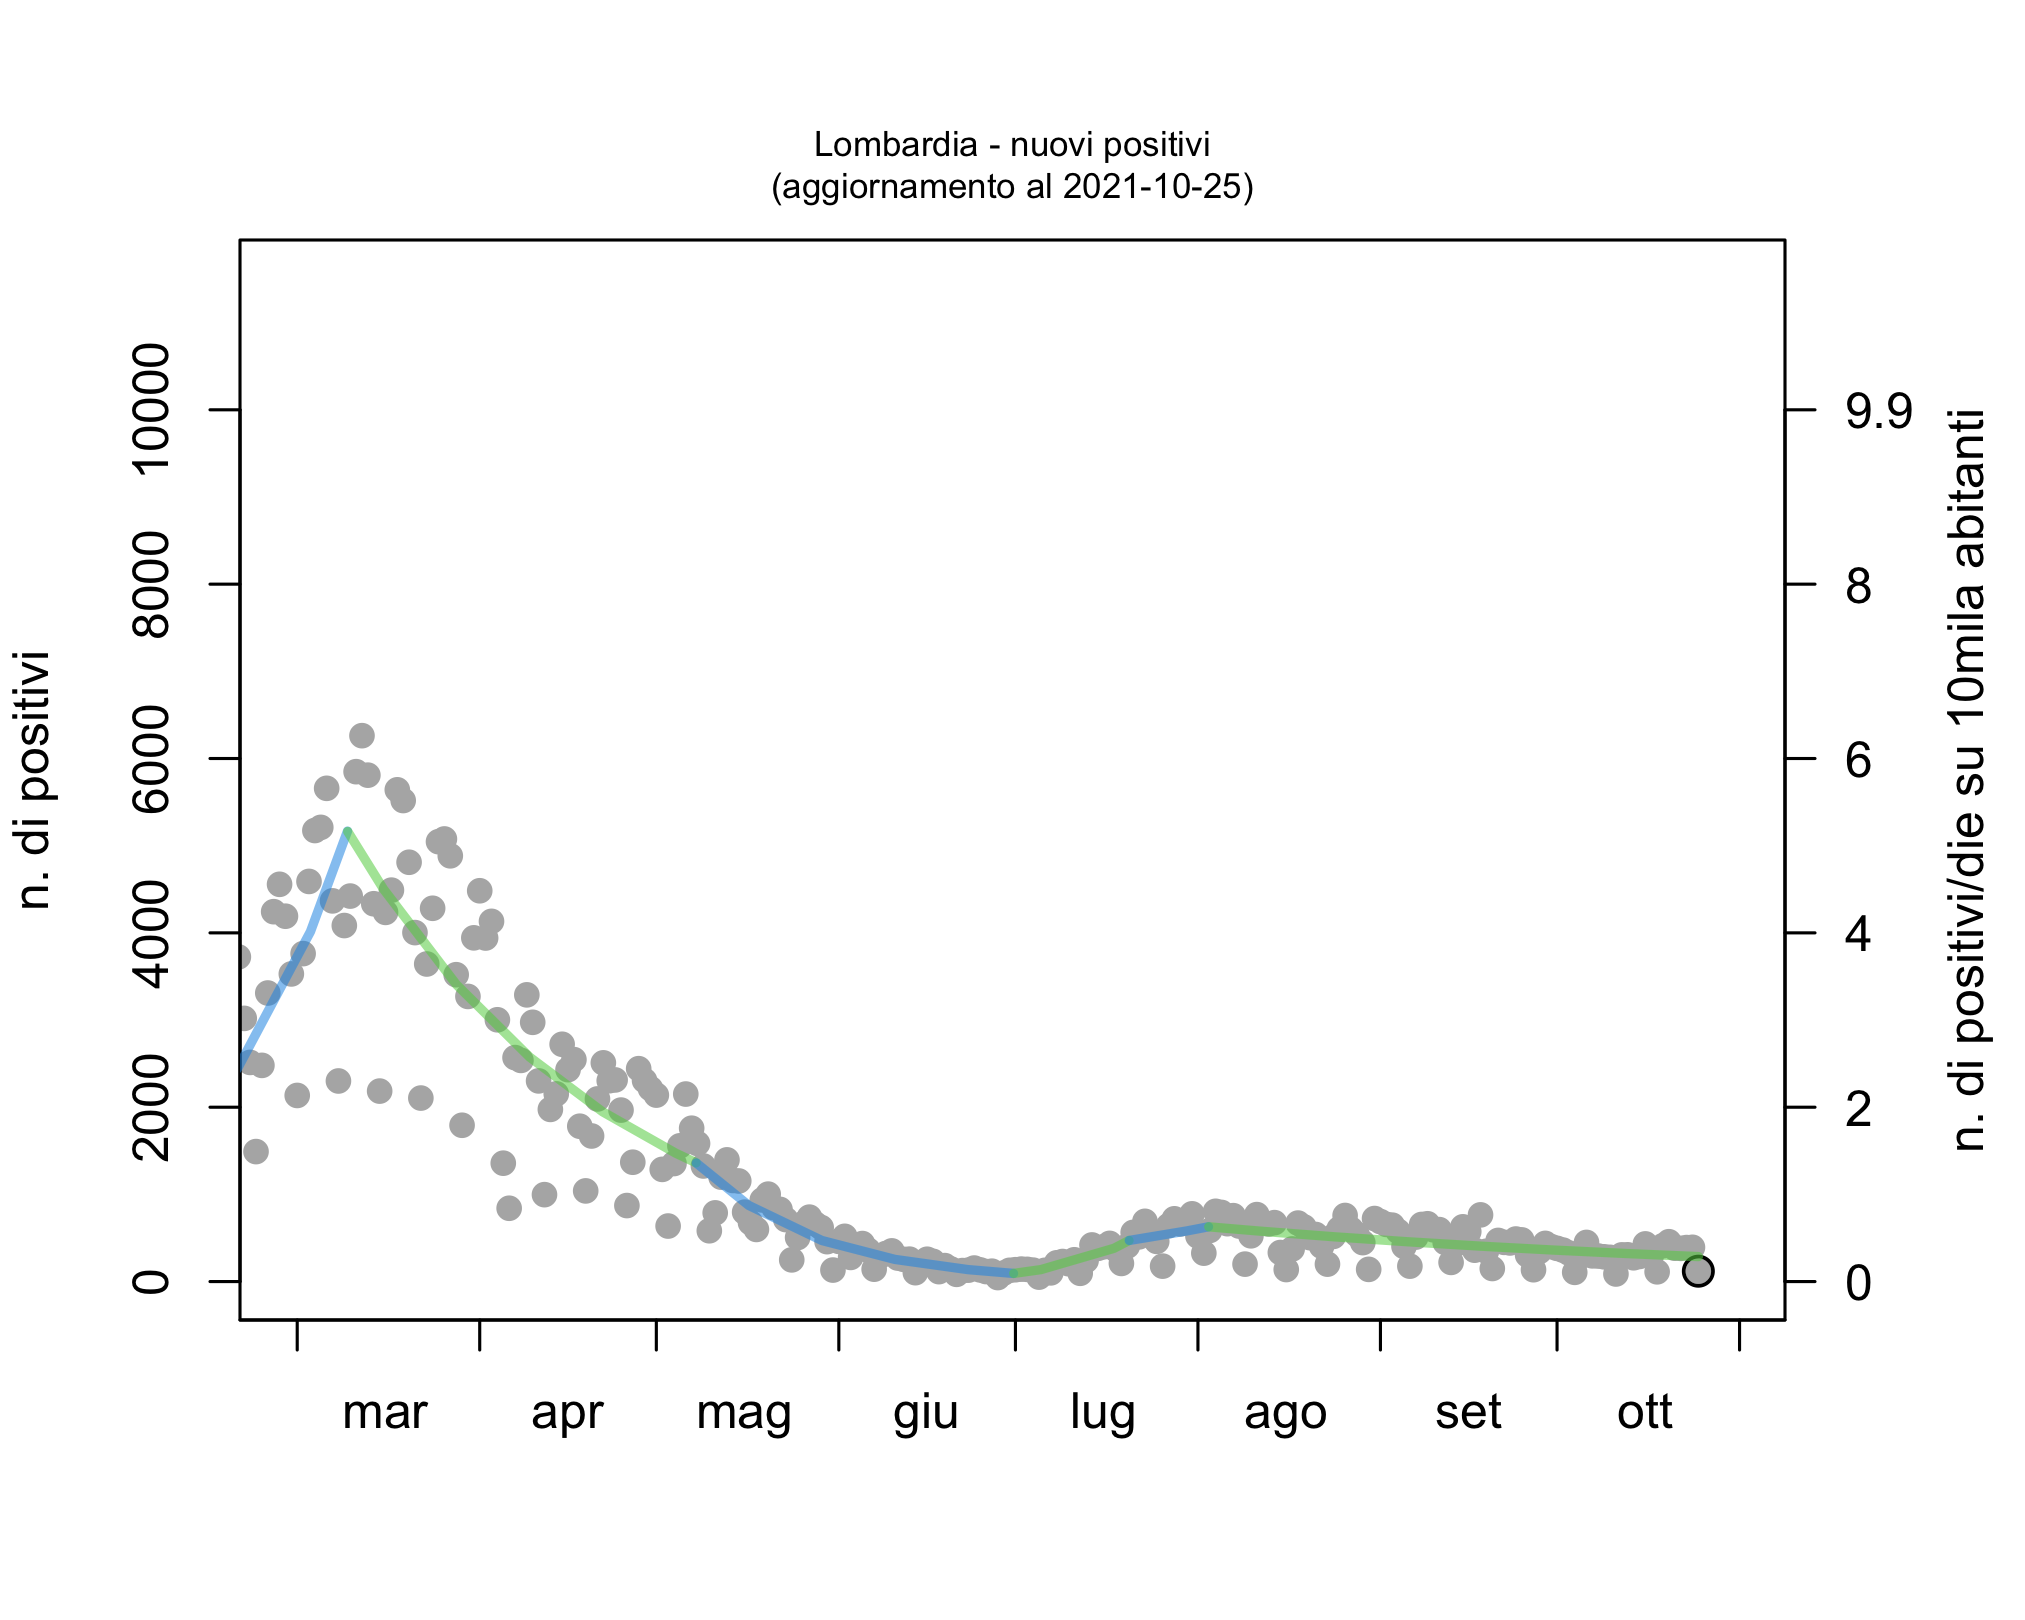 Lombardia - nuovi positivi
(aggiornamento al 2021-10-25)
n. di positivi
10000
8000
6000
4000
2000
0
9.9
8
6
4
2
0
n. di positivi/die su 10mila abitanti
mar apr mag giu lug ago set ott